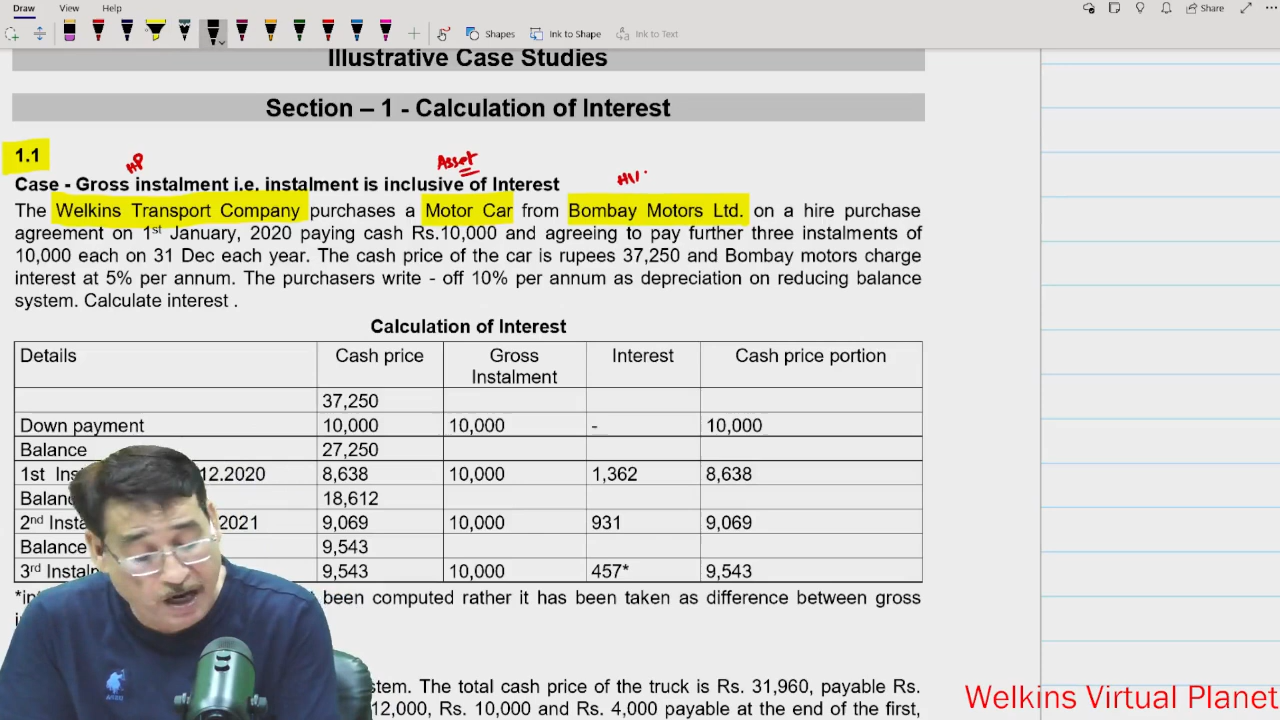 Draw View Help
Share
Shapes Ink to Shape Ink to Text
Illustrative Case Studies
Section – 1 - Calculation of Interest
1.1
HP Asset
Case - Gross instalment i.e. instalment is inclusive of Interest
The Welkins Transport Company purchases a Motor Car from Bombay Motors Ltd. on a hire purchase
agreement on 1st January, 2020 paying cash Rs.10,000 and agreeing to pay further three instalments of
10,000 each on 31 Dec each year. The cash price of the car is rupees 37,250 and Bombay motors charge
interest at 5% per annum. The purchasers write - off 10% per annum as depreciation on reducing balance
system. Calculate interest .
Calculation of Interest
Details Cash price Gross Instalment Interest Cash price portion
37,250
Down payment 10,000 10,000 - 10,000
Balance 27,250
1st 12.2020 8,638 10,000 1,362 8,638
18,612
2nd 2021 9,069 10,000 931 9,069
Balance 9,543
3rd 9,543 10,000 457* 9,543
been computed rather it has been taken as difference between gross
The total cash price of the truck is Rs. 31,960, payable Rs.
12,000, Rs. 10,000 and Rs. 4,000 payable at the end of the first,
Welkins Virtual Planet